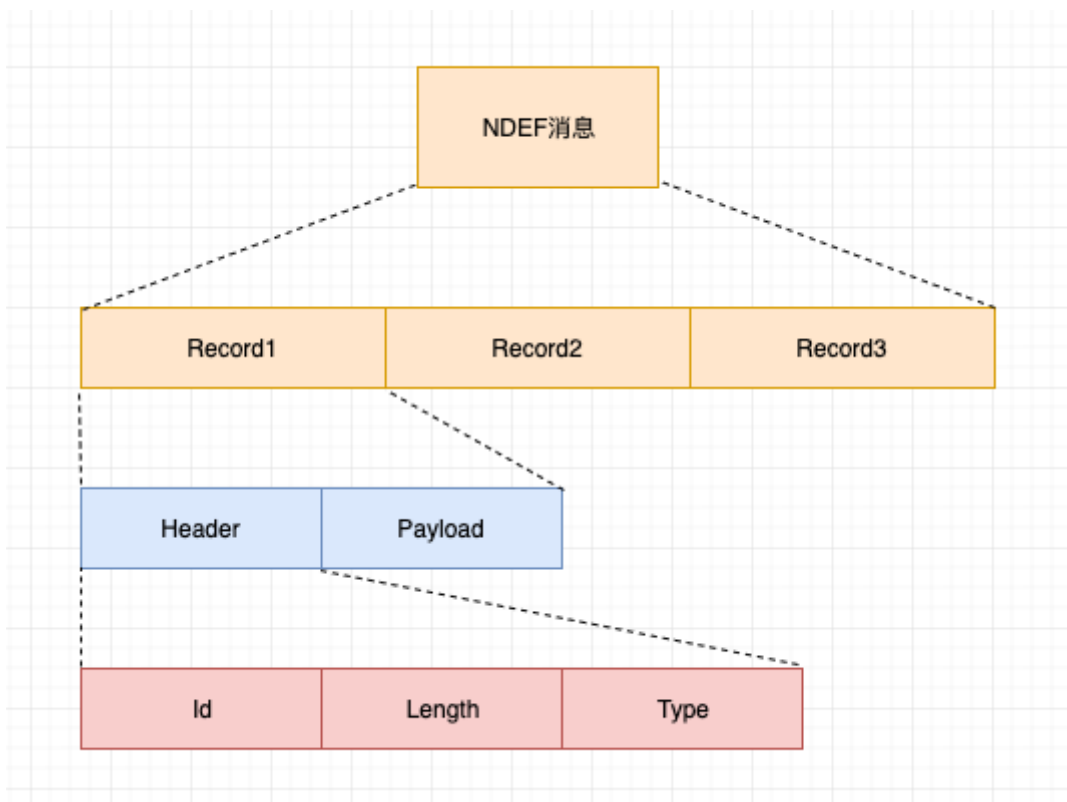 NDEF消息
Record1
Record2
Record3
Header
Payload
Id
Length
Type